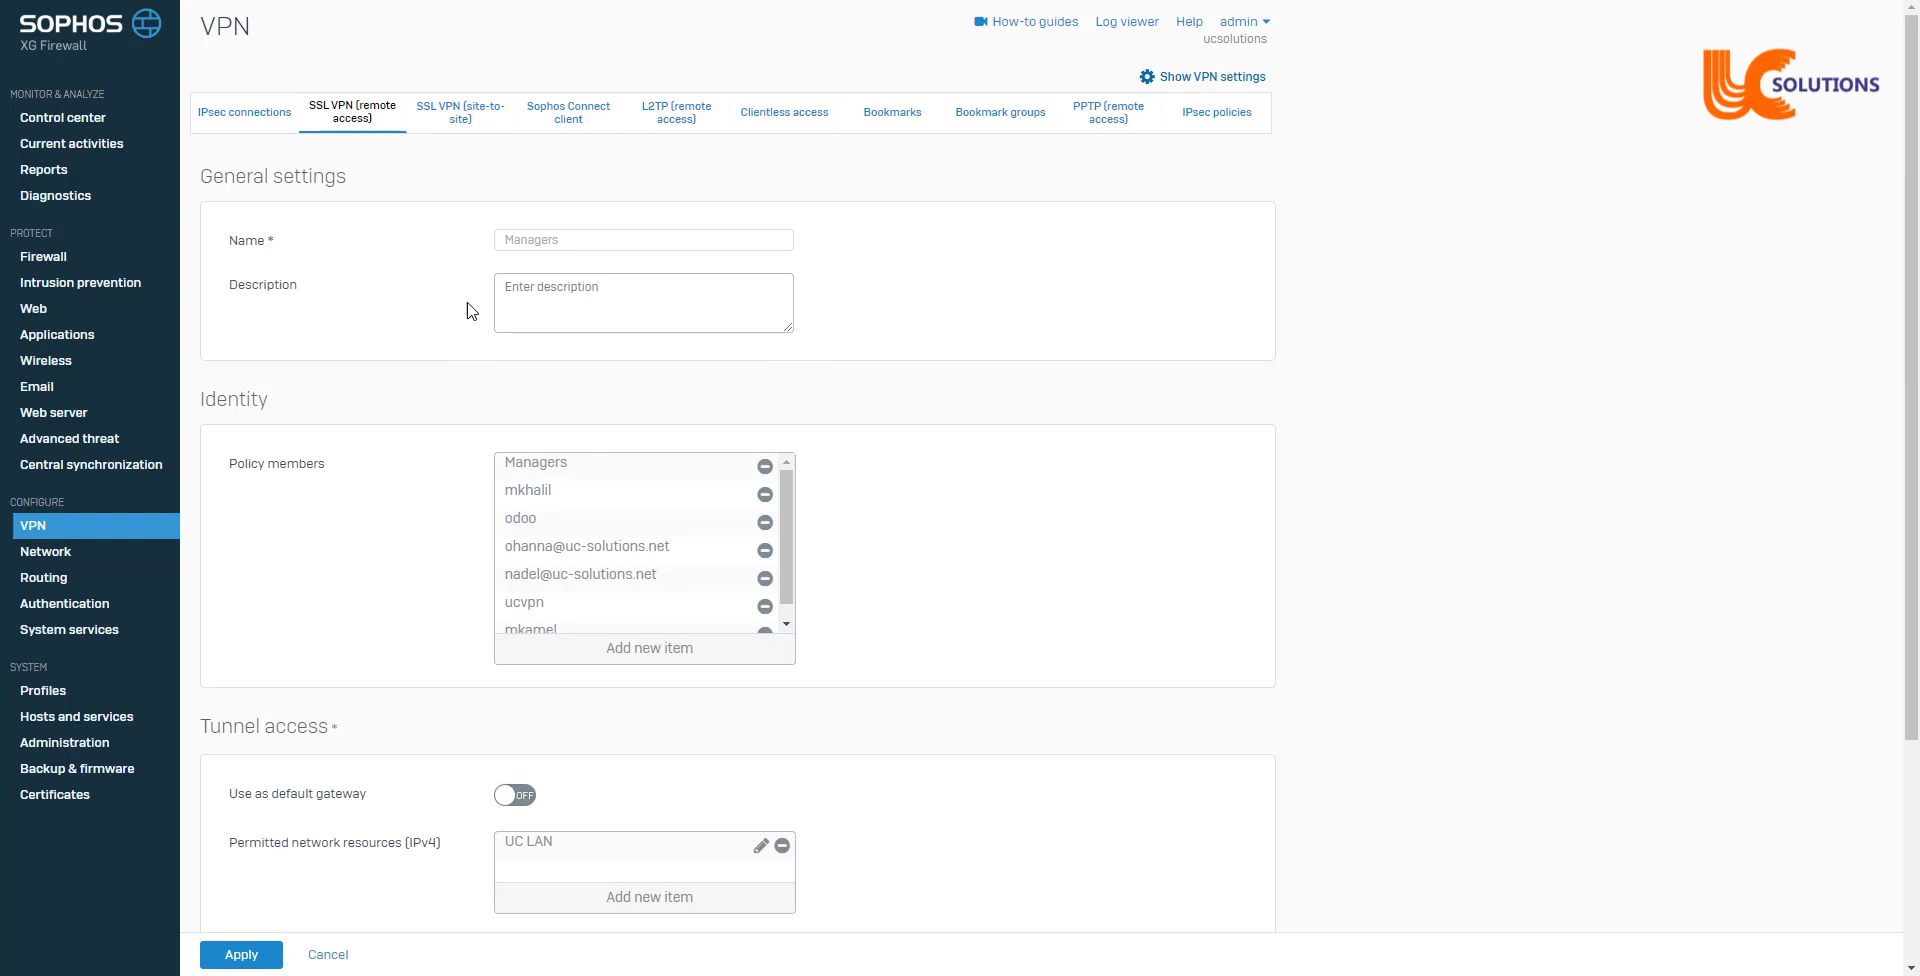 SOPHOS
XG Firewall
VPN
How-to guides
Log viewer
Help
admin
ucsolutions
Show VPN settings
UC SOLUTIONS
MONITOR & ANALYZE
Control center
Current activities
Reports
Diagnostics
PROTECT
Firewall
Intrusion prevention
Web
Applications
Wireless
Email
Web server
Advanced threat
Central synchronization
CONFIGURE
VPN
Network
Routing
Authentication
System services
SYSTEM
Profiles
Hosts and services
Administration
Backup & firmware
Certificates
IPsec connections
SSL VPN (remote
access)
SSL VPN (site-to-
site)
Sophos Connect
client
L2TP (remote
access)
Clientless access
Bookmarks
Bookmark groups
PPTP (remote
access)
IPsec policies
General settings
Name *
Managers
Description
Enter description
Identity
Policy members
Managers
mkhalil
odoo
ohanna@uc-solutions.net
nadel@uc-solutions.net
ucvpn
mkamel
Add new item
Tunnel access *
Use as default gateway
OFF
Permitted network resources (IPv4)
UC LAN
Add new item
Apply
Cancel